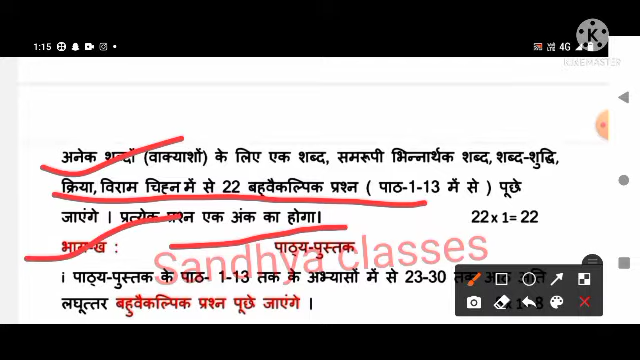 1:15
4G
KINEMASTER
अनेक शब्दों (वाक्याशों) के लिए एक शब्द, समरूपी भिन्नार्थक शब्द, शब्द-शुद्धि,
क्रिया, विराम चिह्न में से 22 बहुवैकल्पिक प्रश्न ( पाठ-1-13 में से ) पूछे
जाएंगे । प्रत्येक प्रश्न एक अंक का होगा। 22 x 1= 22
भाग-ख : पाठ्य-पुस्तक
Sandhya classes
i पाठ्य-पुस्तक के पाठ- 1-13 तक के अभ्यासों में से 23-30
लघूत्तर बहुवैकल्पिक प्रश्न पूछे जाएंगे ।